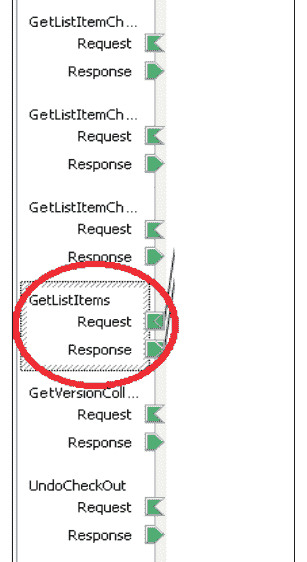 GetListItemCh...
Request
Response
GetListItemCh...
Request
Response
GetListItemCh...
Request
Response
GetListItems
Request
Response
GetVersionColl...
Request
Response
UndoCheckOut
Request
Response